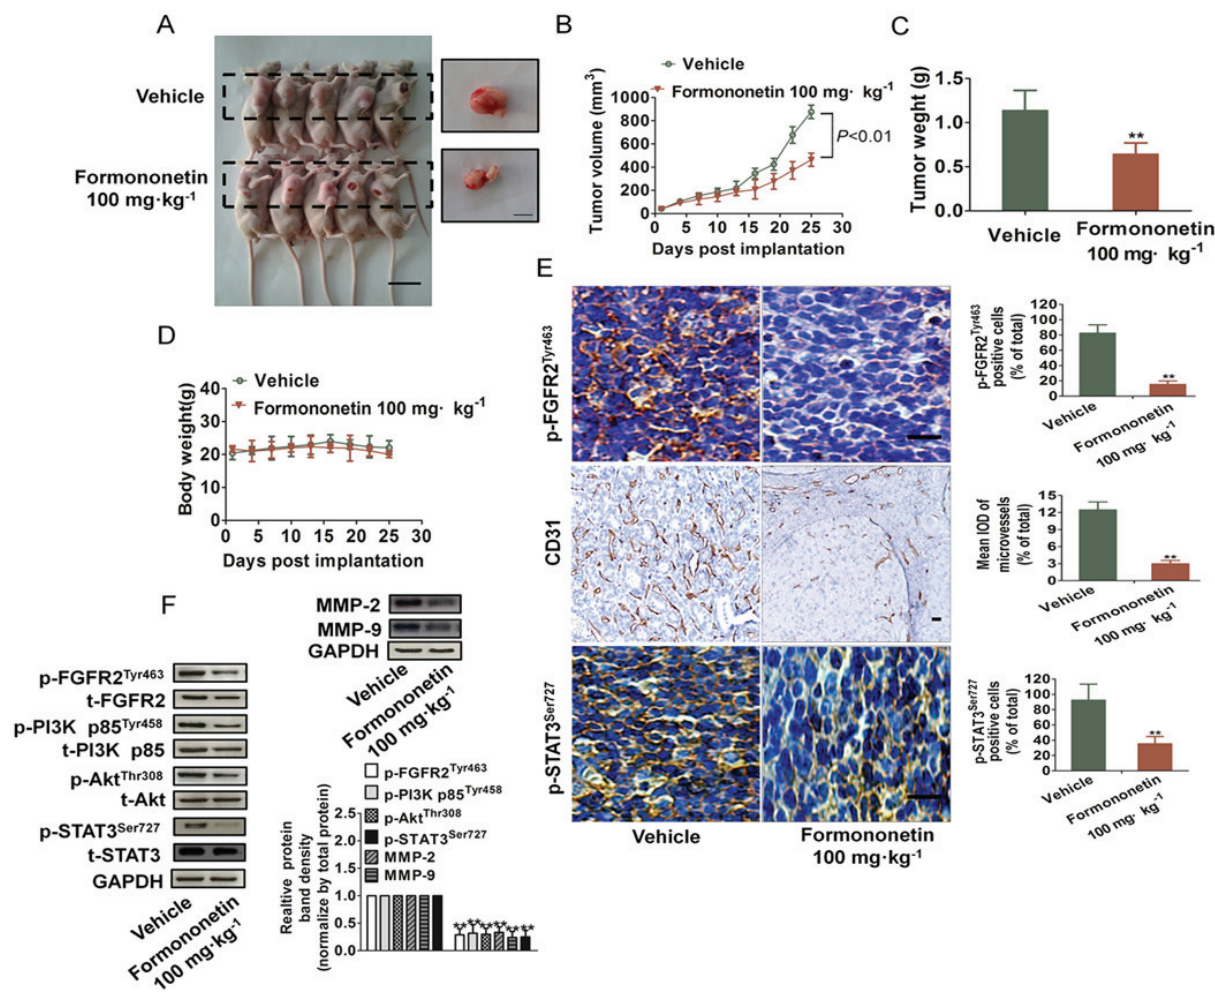 A
Vehicle
Formononetin
100 mg·kg-1
B
Vehicle
Formononetin 100 mg· kg-1
Tumor volume (mm3)
1000
800
600
400
200
0
P<0.01
0 5 10 15 20 25 30
Days post implantation
C
Tumor weight (g)
1.5
1.0
0.5
0.0
**
Vehicle
Formononetin
100 mg· kg-1
D
Vehicle
Formononetin 100 mg· kg-1
Body weight(g)
40
30
20
10
0
0 5 10 15 20 25 30
Days post implantation
E
p-FGFR2Tyr463
CD31
p-STAT3Ser727
Vehicle
Formononetin
100 mg·kg-1
p-FGFR2Tyr463
positive cells
(% of total)
120
100
80
60
40
20
0
**
Vehicle
Formononetin
100 mg· kg-1
Mean IOD of
microvessels
(% of total)
15
12
9
6
3
0
**
Vehicle
Formononetin
100 mg· kg-1
p-STAT3Ser727
positive cells
(% of total)
120
100
80
60
40
20
0
**
Vehicle
Formononetin
100 mg· kg-1
F
p-FGFR2Tyr463
t-FGFR2
p-PI3K p85Tyr458
t-PI3K p85
p-AktThr308
t-Akt
p-STAT3Ser727
t-STAT3
GAPDH
Vehicle
Formononetin
100 mg·kg-1
MMP-2
MMP-9
GAPDH
Vehicle
Formononetin
100 mg·kg-1
p-FGFR2Tyr463
p-PI3K p85Tyr458
p-AktThr308
p-STAT3Ser727
MMP-2
MMP-9
Realtive protein
band density
(normalize by total protein)
2.5
2.0
1.5
1.0
0.5
0.0
** ** ** ** ** **